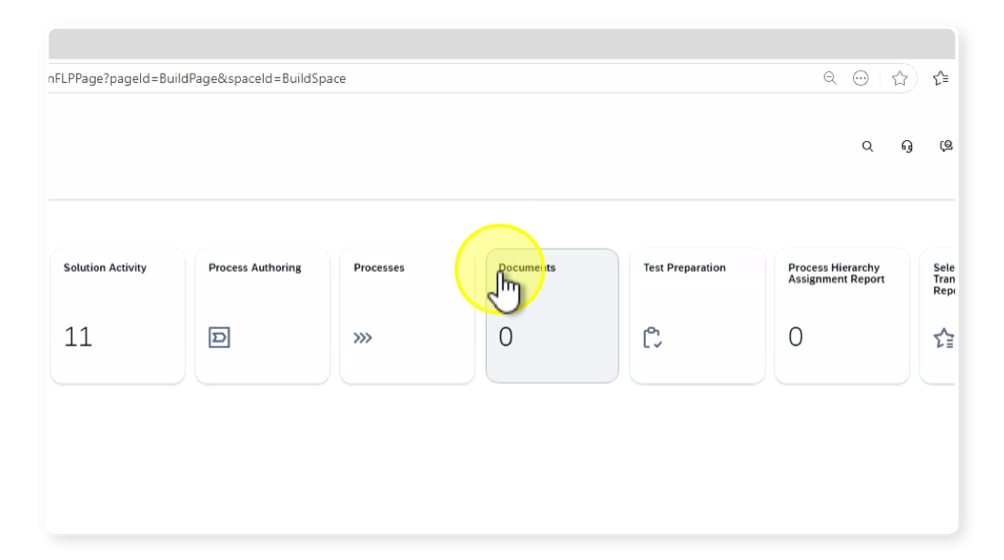 nFLPPage?pageId=BuildPage&spaceId=BuildSpace
Solution Activity
11
Process Authoring
Processes
Documents
0
Test Preparation
Process Hierarchy
Assignment Report
0
Sele
Tran
Repo